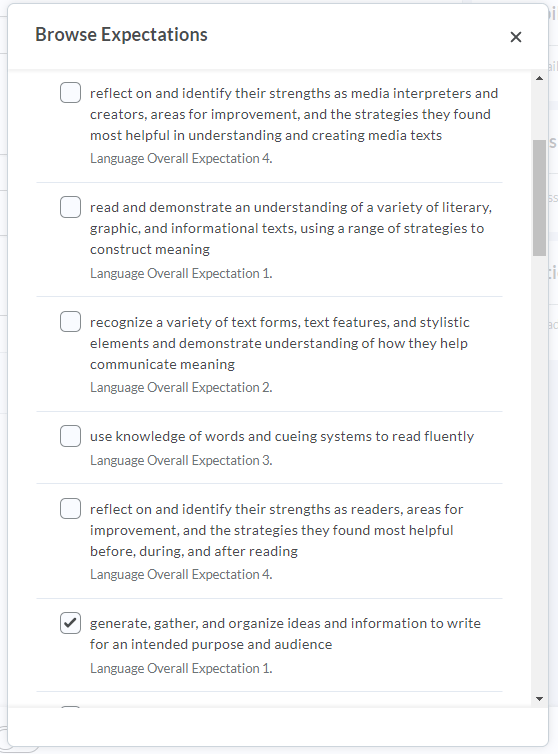 Browse Expectations
reflect on and identify their strengths as media interpreters and
creators, areas for improvement, and the strategies they found
most helpful in understanding and creating media texts
Language Overall Expectation 4.
read and demonstrate an understanding of a variety of literary,
graphic, and informational texts, using a range of strategies to
construct meaning
Language Overall Expectation 1.
recognize a variety of text forms, text features, and stylistic
elements and demonstrate understanding of how they help
communicate meaning
Language Overall Expectation 2.
use knowledge of words and cueing systems to read fluently
Language Overall Expectation 3.
reflect on and identify their strengths as readers, areas for
improvement, and the strategies they found most helpful
before, during, and after reading
Language Overall Expectation 4.
generate, gather, and organize ideas and information to write
for an intended purpose and audience
Language Overall Expectation 1.